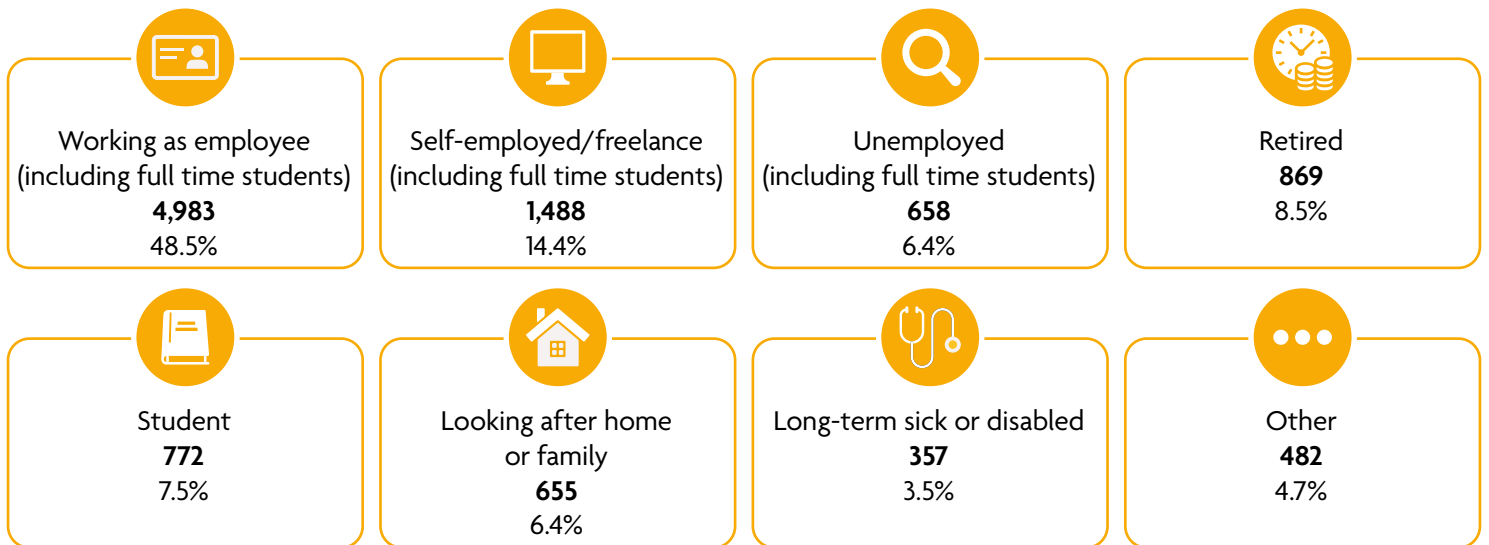 Working as employee
(including full time students)
4,983
48.5%
Self-employed/freelance
(including full time students)
1,488
14.4%
Unemployed
(including full time students)
658
6.4%
Retired
869
8.5%
Student
772
7.5%
Looking after home
or family
655
6.4%
Long-term sick or disabled
357
3.5%
Other
482
4.7%